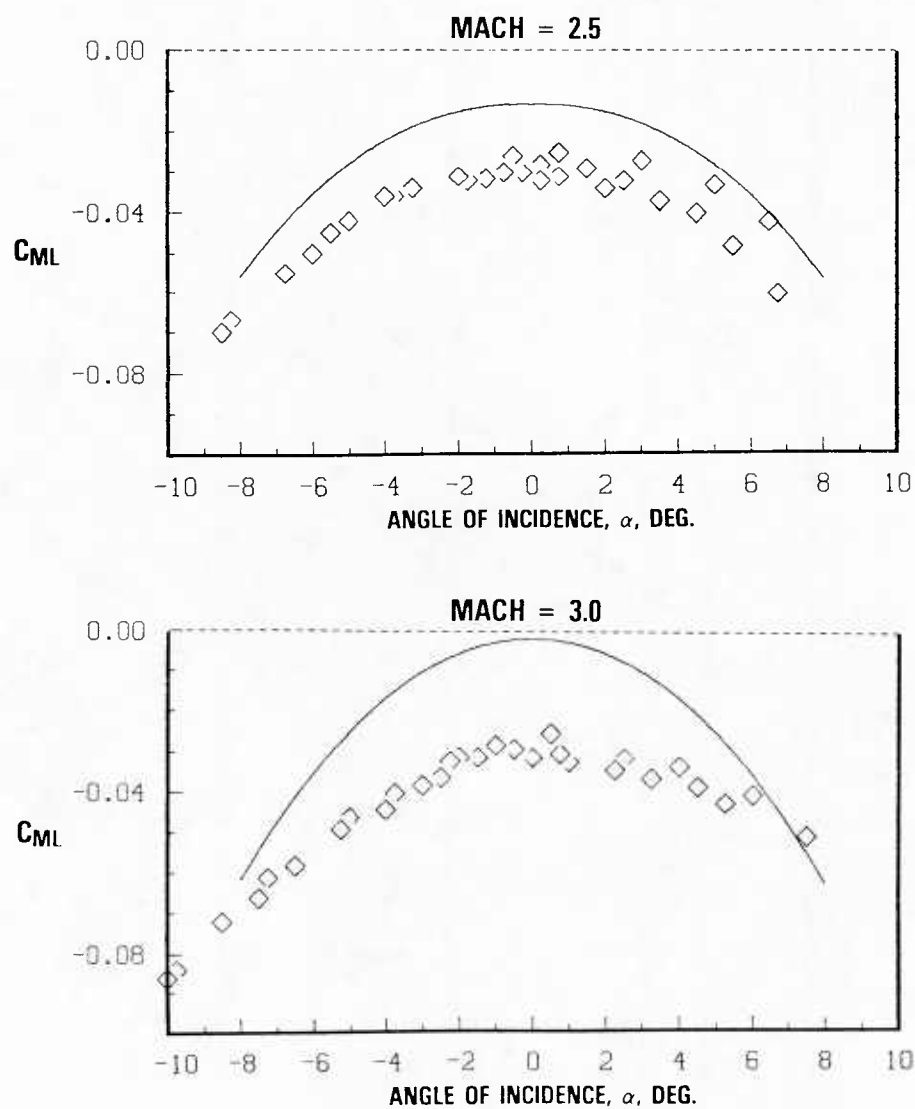 MACH = 2.5
0.00
-0.04
CML
-0.08
-10 -8 -6 -4 -2 0 2 4 6 8 10
ANGLE OF INCIDENCE, α, DEG.
MACH = 3.0
0.00
-0.04
CML
-0.08
-10 -8 -6 -4 -2 0 2 4 6 8 10
ANGLE OF INCIDENCE, α, DEG.